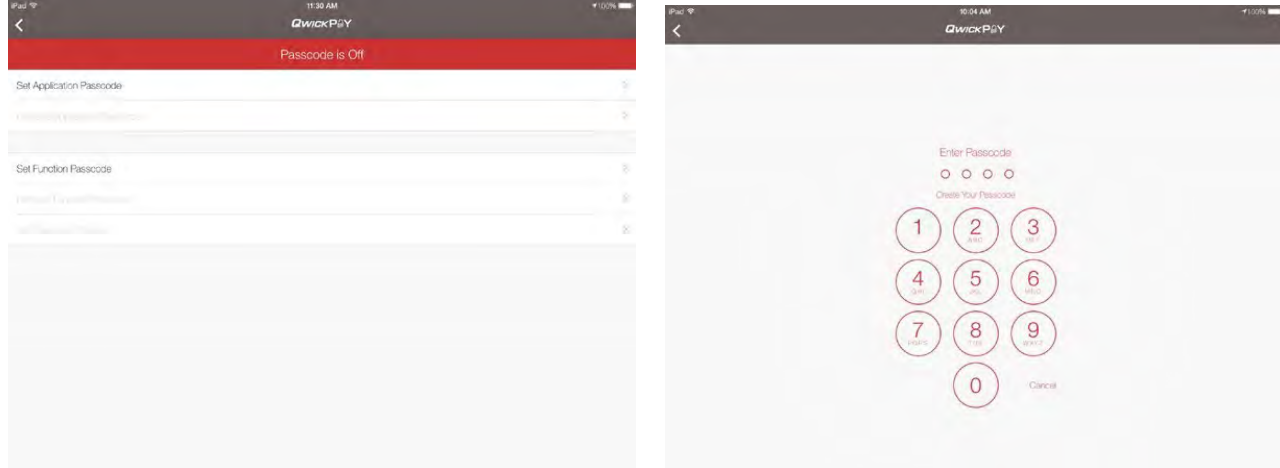 iPad 11:30 AM 100%
QWICKPAY
Passcode is Off
Set Application Passcode
Set Function Passcode
iPad 10:04 AM 100%
QWICKPAY
Enter Passcode
Create Your Passcode
1 2 3
ABC DEF
4 5 6
GHI JKL MNO
7 8 9
PQRS TUV WXYZ
0 Cancel